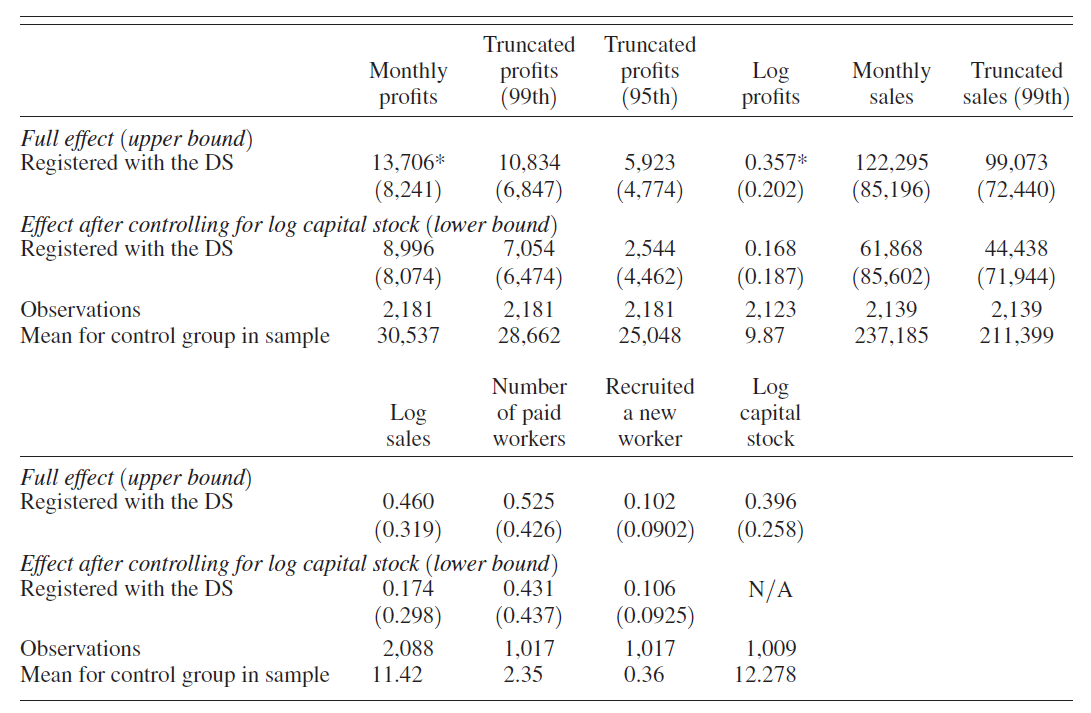 Truncated Truncated
Monthly profits profits Log Monthly Truncated
profits (99th) (95th) profits sales sales (99th)
Full effect (upper bound)
Registered with the DS 13,706* 10,834 5,923 0.357* 122,295 99,073
(8,241) (6,847) (4,774) (0.202) (85,196) (72,440)
Effect after controlling for log capital stock (lower bound)
Registered with the DS 8,996 7,054 2,544 0.168 61,868 44,438
(8,074) (6,474) (4,462) (0.187) (85,602) (71,944)
Observations 2,181 2,181 2,181 2,123 2,139 2,139
Mean for control group in sample 30,537 28,662 25,048 9.87 237,185 211,399
Number Recruited Log
Log of paid a new capital
sales workers worker stock
Full effect (upper bound)
Registered with the DS 0.460 0.525 0.102 0.396
(0.319) (0.426) (0.0902) (0.258)
Effect after controlling for log capital stock (lower bound)
Registered with the DS 0.174 0.431 0.106 N/A
(0.298) (0.437) (0.0925)
Observations 2,088 1,017 1,017 1,009
Mean for control group in sample 11.42 2.35 0.36 12.278